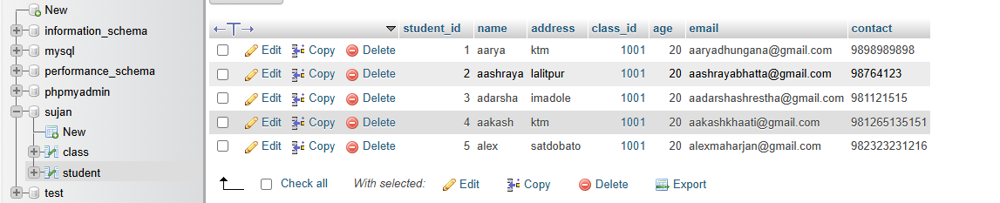 New
information_schema
mysql
performance_schema
phpmyadmin
sujan
New
class
student
test
student_id name address class_id age email contact
Edit Copy Delete 1 aarya ktm 1001 20 aaryadhungana@gmail.com 9898989898
Edit Copy Delete 2 aashraya lalitpur 1001 20 aashrayabhatta@gmail.com 98764123
Edit Copy Delete 3 adarsha imadole 1001 20 aadarshashrestha@gmail.com 981121515
Edit Copy Delete 4 aakash ktm 1001 20 aakashkhaati@gmail.com 981265135151
Edit Copy Delete 5 alex satdobato 1001 20 alexmaharjan@gmail.com 982323231216
Check all With selected: Edit Copy Delete Export